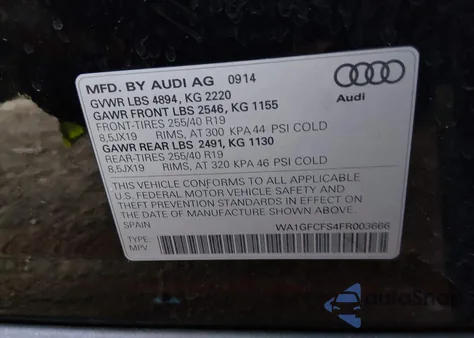 MFD. BY AUDI AG 0914
GVWR LBS 4894, KG 2220
GAWR FRONT LBS 2546, KG 1155
FRONT-TIRES 255/40 R19
8,5JX19 RIMS, AT 300 KPA 44 PSI COLD
GAWR REAR LBS 2491, KG 1130
REAR-TIRES 255/40 R19
8,5JX19 RIMS, AT 320 KPA 46 PSI COLD
THIS VEHICLE CONFORMS TO ALL APPLICABLE
U.S. FEDERAL MOTOR VEHICLE SAFETY AND
THEFT PREVENTION STANDARDS IN EFFECT ON THE
DATE OF MANUFACTURE SHOWN ABOVE.
SPAIN
WA1GFCFS4FR003666
TYPE:
MPV
Audi
AutoSnap